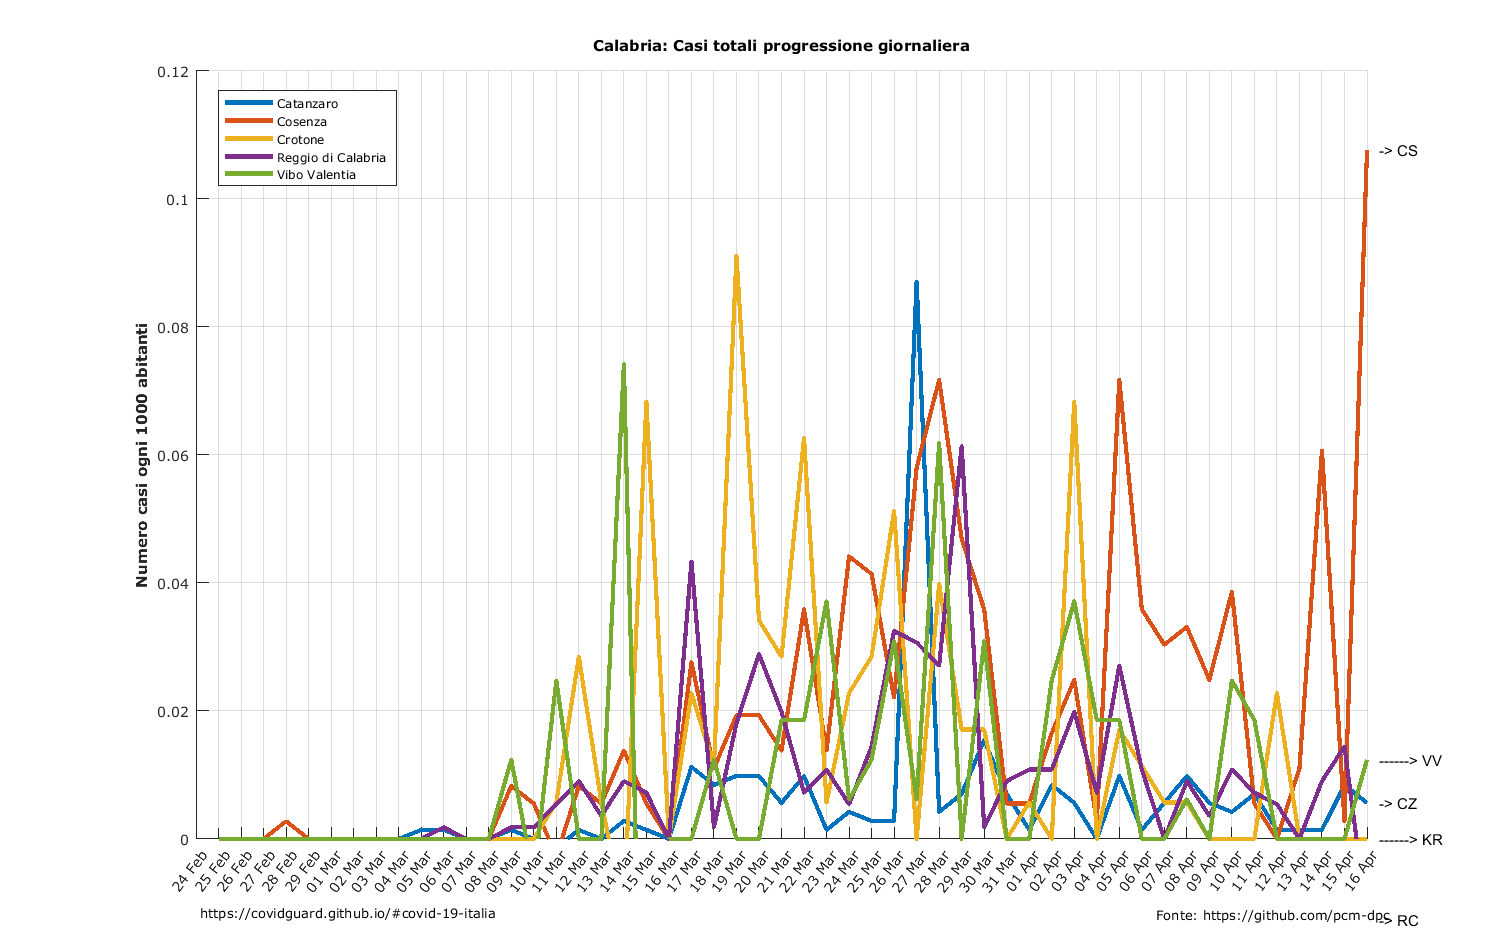 Calabria: Casi totali progressione giornaliera
0.12
0.1
0.08
0.06
0.04
0.02
0
Numero casi ogni 1000 abitanti
Catanzaro
Cosenza
Crotone
Reggio di Calabria
Vibo Valentia
-> CS
------> VV
-> CZ
------> KR
-> RC
24 Feb
25 Feb
26 Feb
27 Feb
28 Feb
29 Feb
01 Mar
02 Mar
03 Mar
04 Mar
05 Mar
06 Mar
07 Mar
08 Mar
09 Mar
10 Mar
11 Mar
12 Mar
13 Mar
14 Mar
15 Mar
16 Mar
17 Mar
18 Mar
19 Mar
20 Mar
21 Mar
22 Mar
23 Mar
24 Mar
25 Mar
26 Mar
27 Mar
28 Mar
29 Mar
30 Mar
31 Mar
01 Apr
02 Apr
03 Apr
04 Apr
05 Apr
06 Apr
07 Apr
08 Apr
09 Apr
10 Apr
11 Apr
12 Apr
13 Apr
14 Apr
15 Apr
16 Apr
https://covidguard.github.io/#covid-19-italia
Fonte: https://github.com/pcm-dpc